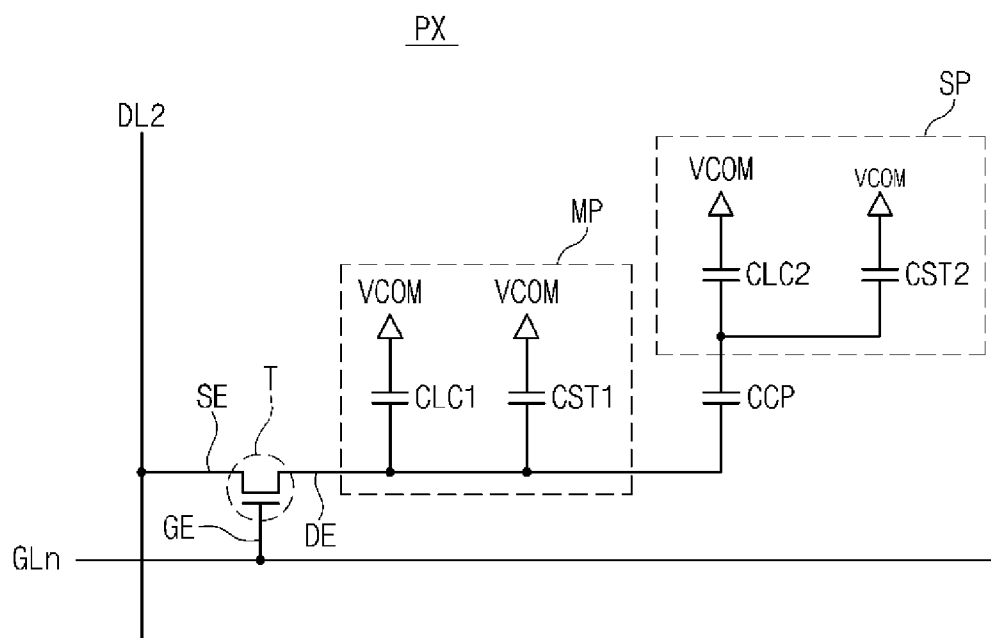 PX
DL2
SP
VCOM
VCOM
CLC2
CST2
MP
VCOM
VCOM
CLC1
CST1
CCP
SE
T
GE
DE
GLn